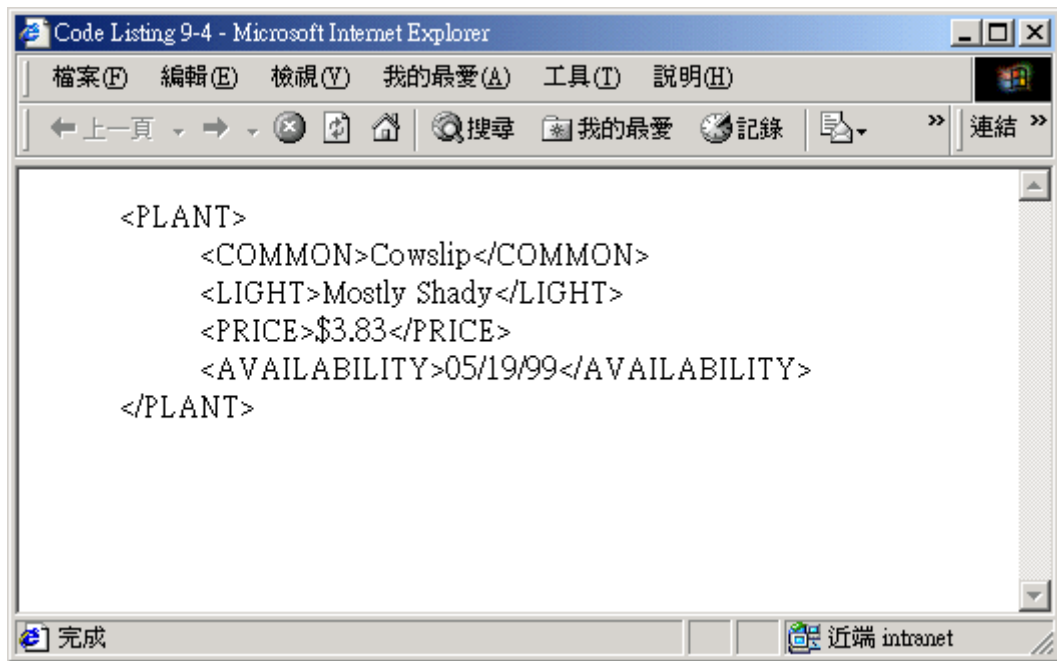 Code Listing 9-4 - Microsoft Internet Explorer
檔案(F) 編輯(E) 檢視(V) 我的最愛(A) 工具(T) 説明(H)
上一頁 搜尋 我的最愛 記錄 » 連結 »
<PLANT>
<COMMON>Cowslip</COMMON>
<LIGHT>Mostly Shady</LIGHT>
<PRICE>$3.83</PRICE>
<AVAILABILITY>05/19/99</AVAILABILITY>
</PLANT>
完成 近端 intranet